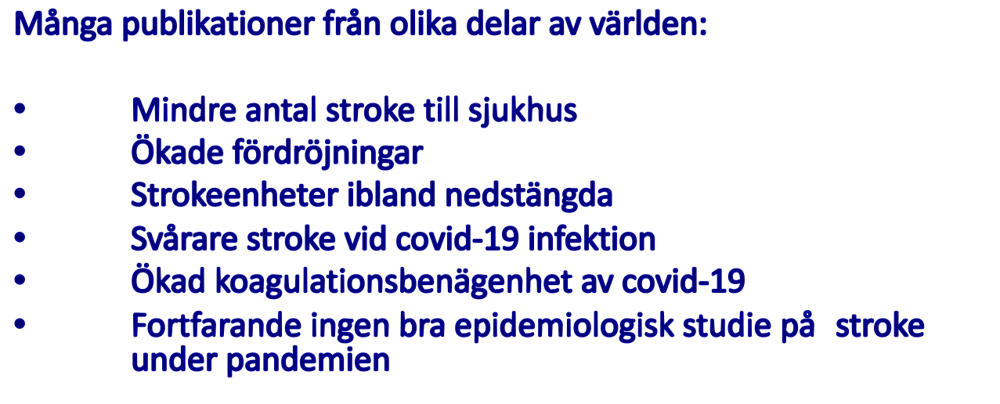 Många publikationer från olika delar av världen:
• Mindre antal stroke till sjukhus
• Ökade fördröjningar
• Strokeenheter ibland nedstängda
• Svårare stroke vid covid-19 infektion
• Ökad koagulationsbenägenhet av covid-19
• Fortfarande ingen bra epidemiologisk studie på stroke
under pandemien